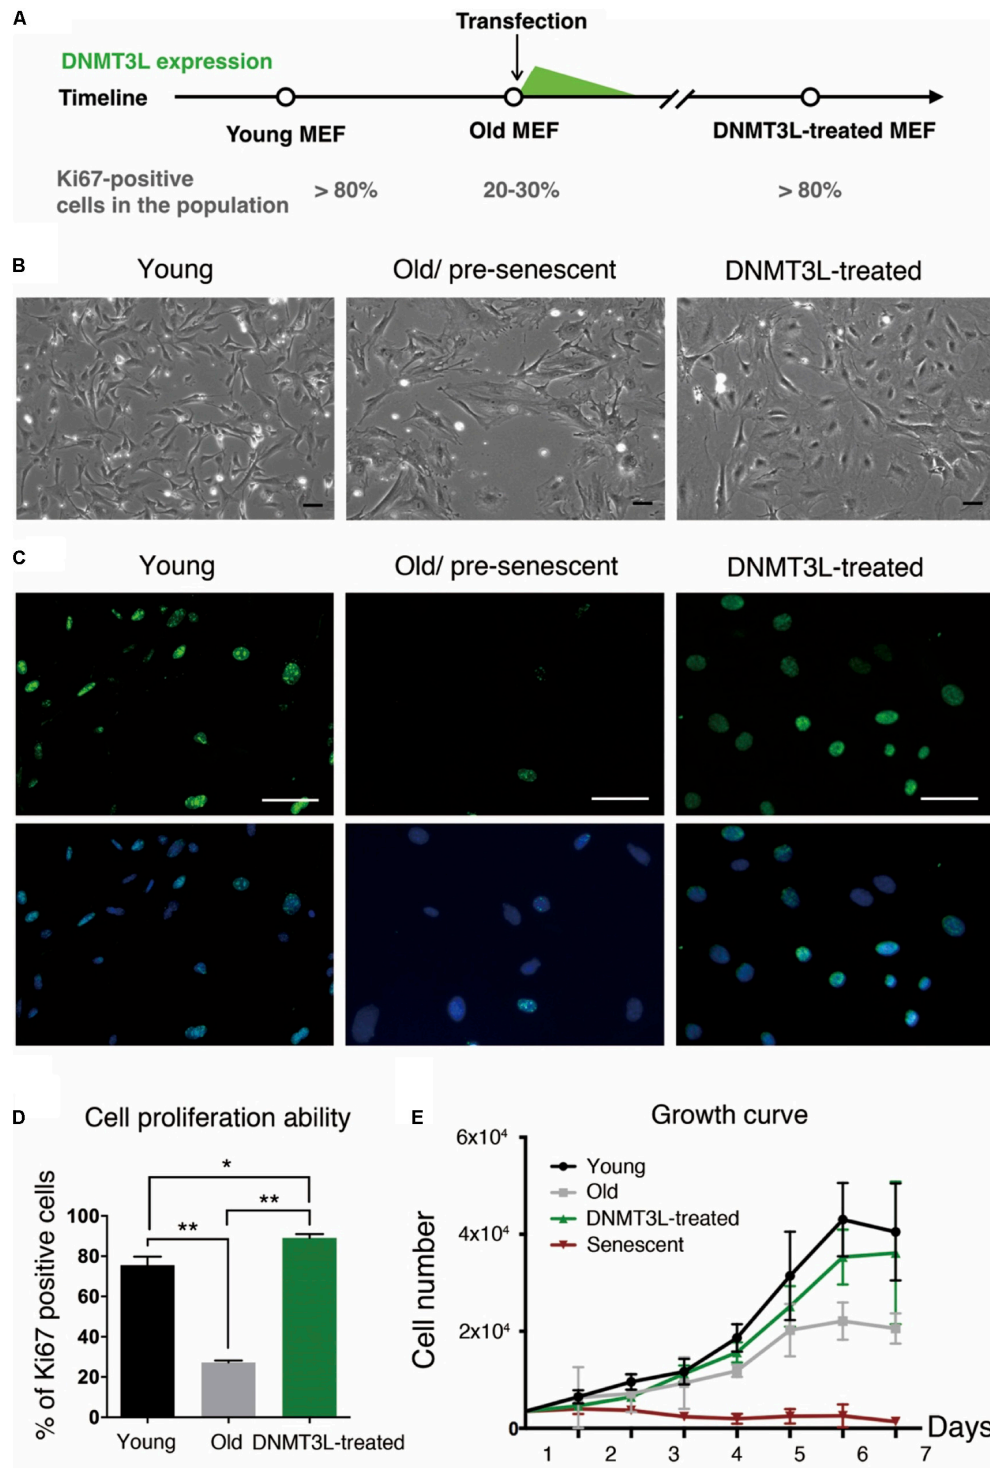 A
Transfection
DNMT3L expression
Timeline
Young MEF
Old MEF
DNMT3L-treated MEF
Ki67-positive
cells in the population
> 80%
20-30%
> 80%
B
Young
Old/ pre-senescent
DNMT3L-treated
C
Young
Old/ pre-senescent
DNMT3L-treated
D
Cell proliferation ability
*
**
**
% of Ki67 positive cells
100
80
60
40
20
0
Young
Old
DNMT3L-treated
E
Growth curve
Cell number
6x10⁴
4x10⁴
2x10⁴
0
Young
Old
DNMT3L-treated
Senescent
Days
1 2 3 4 5 6 7